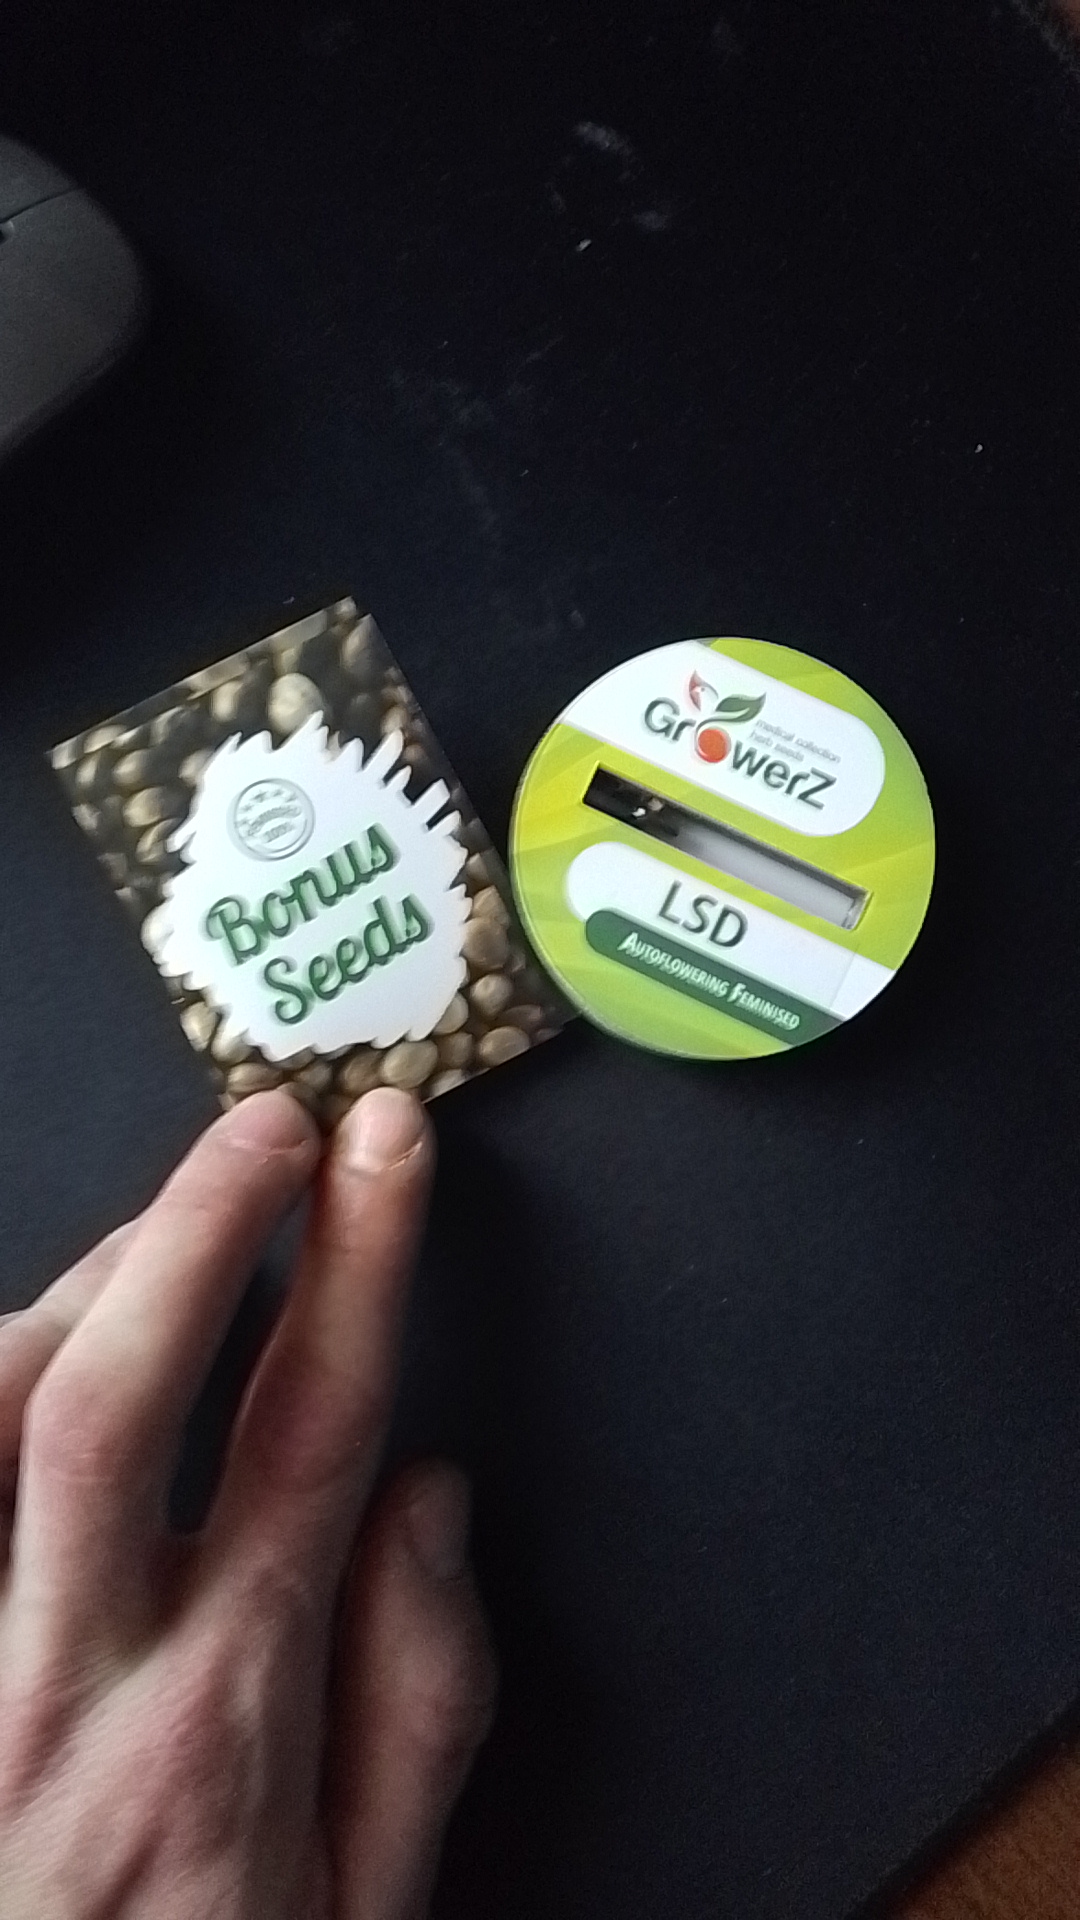 Bonus
Seeds
GrowerZ
medical collection
herb seeds
LSD
AUTOFLOWERING FEMINISED